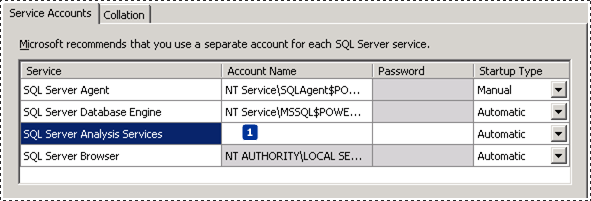 Service Accounts Collation
Microsoft recommends that you use a separate account for each SQL Server service.
Service Account Name Password Startup Type
SQL Server Agent NT Service\SQLAgent$PO... Manual
SQL Server Database Engine NT Service\MSSQL$POWE... Automatic
SQL Server Analysis Services 1 Automatic
SQL Server Browser NT AUTHORITY\LOCAL SE... Automatic